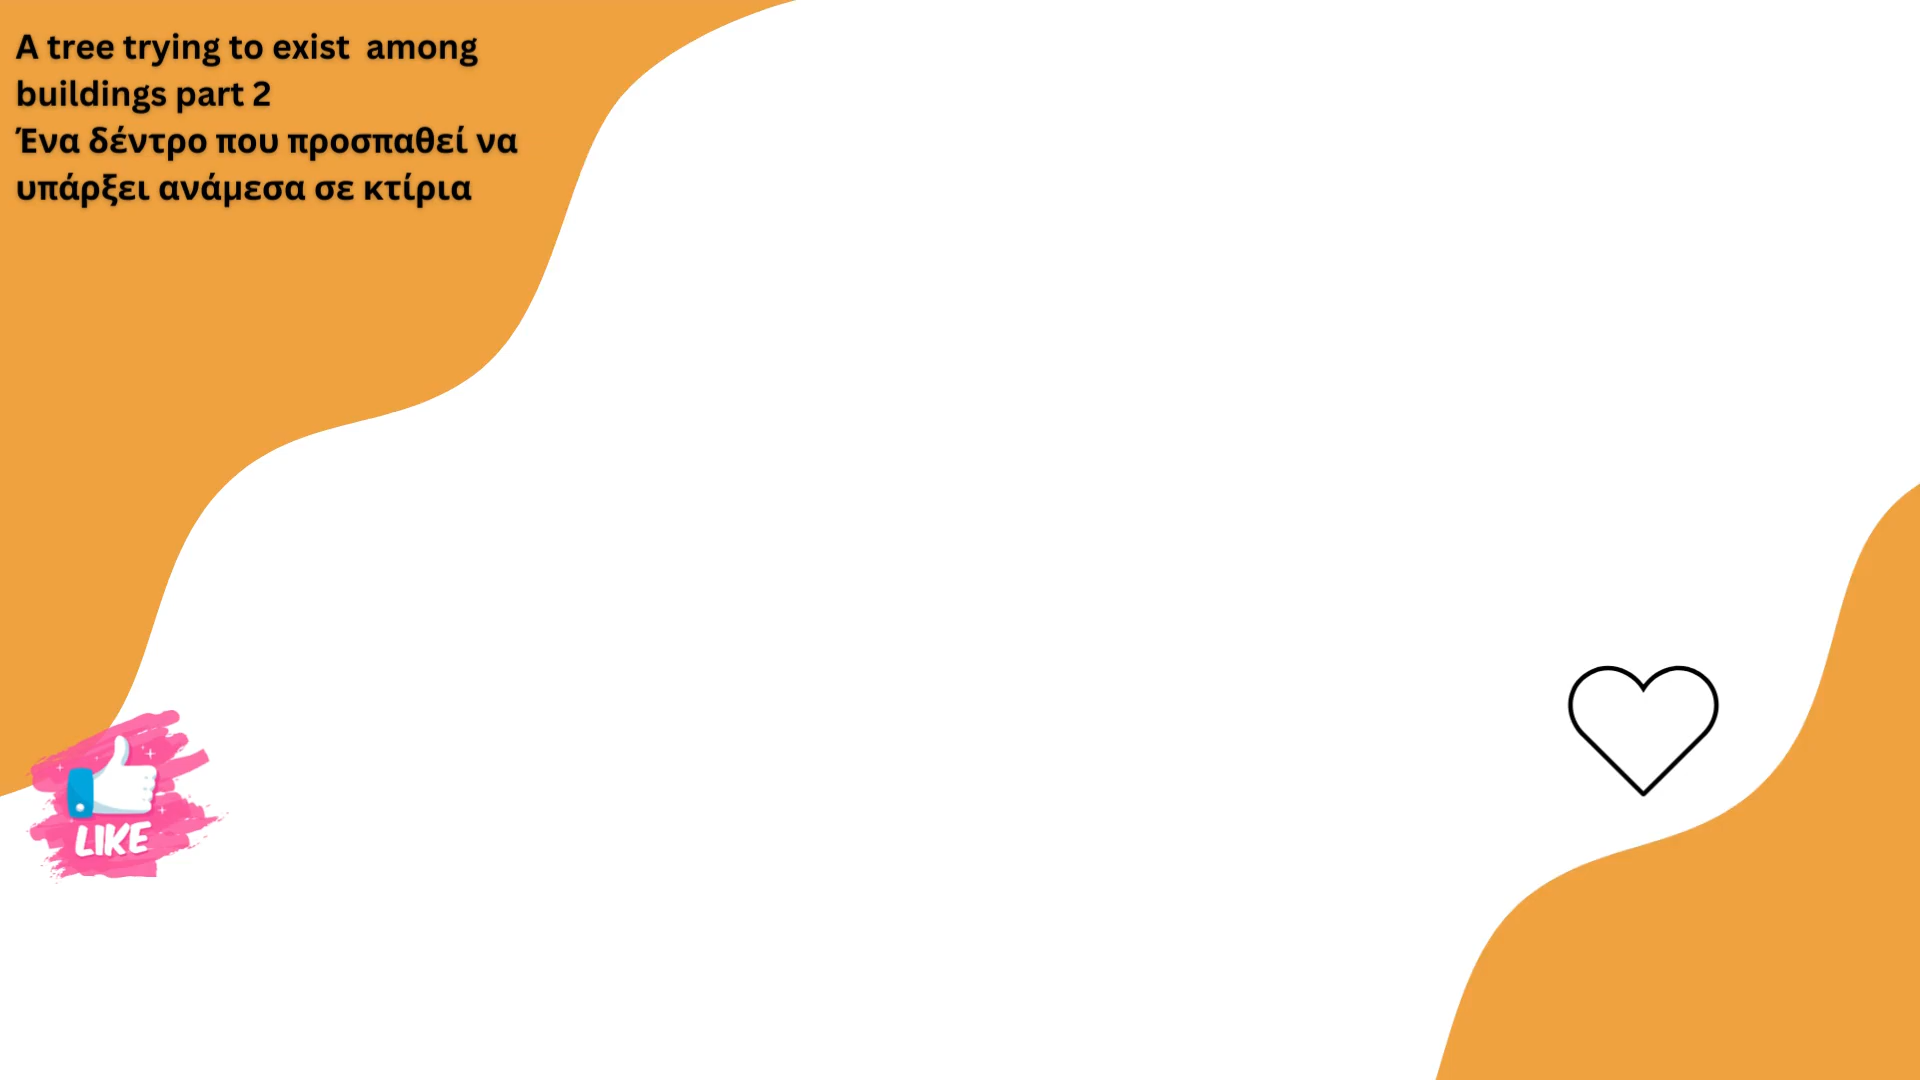 A tree trying to exist  among
buildings part 2
Ένα δέντρο που προσπαθεί να
υπάρξει ανάμεσα σε κτίρια
LIKE